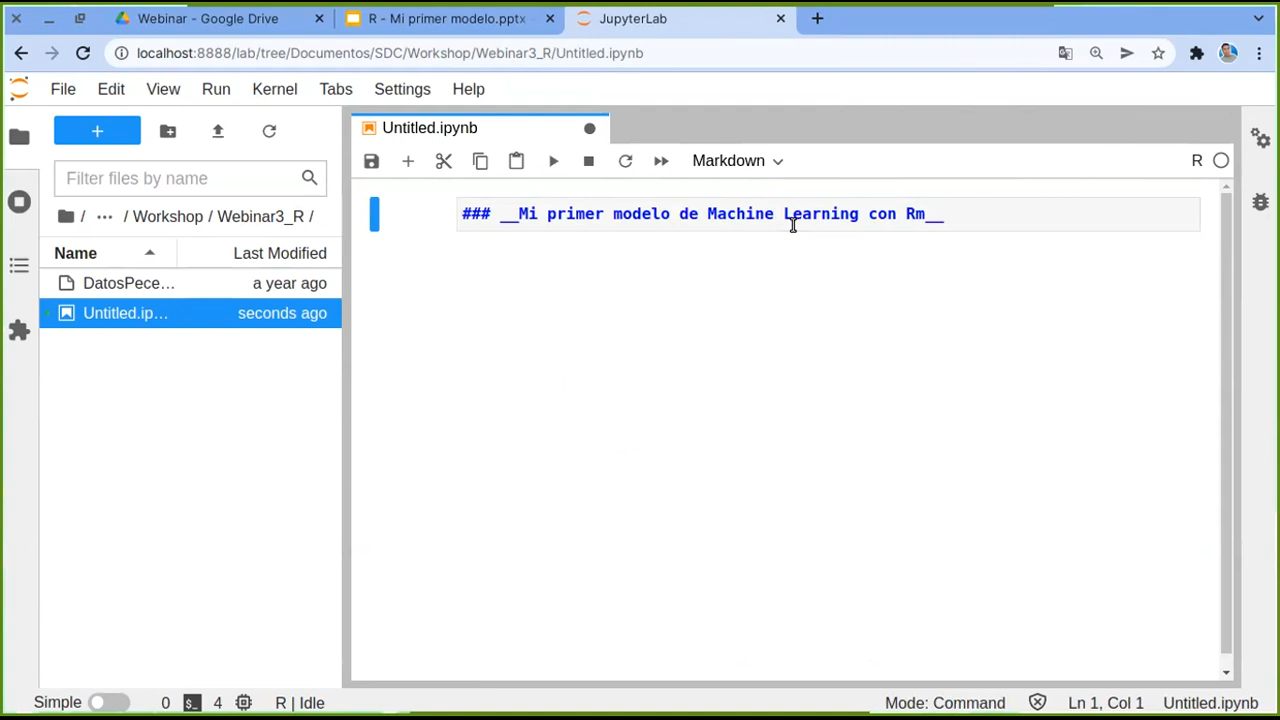 Webinar - Google Drive
R - Mi primer modelo.pptx -
JupyterLab
localhost:8888/lab/tree/Documentos/SDC/Workshop/Webinar3_R/Untitled.ipynb
File Edit View Run Kernel Tabs Settings Help
Untitled.ipynb
Markdown
R
Filter files by name
/ ··· / Workshop / Webinar3_R /
Name Last Modified
DatosPece… a year ago
Untitled.ip… seconds ago
### __Mi primer modelo de Machine Learning con Rm__
Simple 0 $_ 4 R | Idle Mode: Command Ln 1, Col 1 Untitled.ipynb